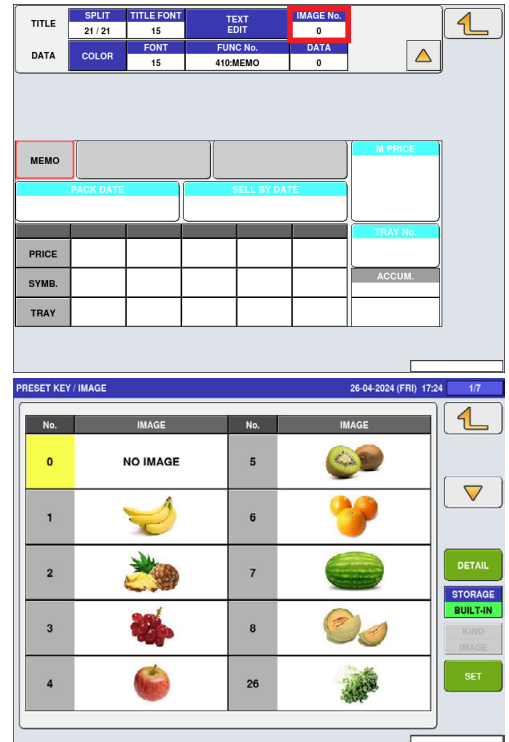 TITLE
SPLIT
TITLE FONT
TEXT
EDIT
IMAGE No.
21 / 21
15
0
DATA
COLOR
FONT
FUNC No.
DATA
15
410:MEMO
0
MEMO
M PRICE
PACK DATE
SELL BY DATE
TRAY No.
PRICE
SYMB.
ACCUM.
TRAY
PRESET KEY / IMAGE
26-04-2024 (FRI) 17:24
1/7
No.
IMAGE
No.
IMAGE
0
NO IMAGE
5
1
6
2
7
3
8
4
26
DETAIL
STORAGE
BUILT-IN
KIND
IMAGE
SET